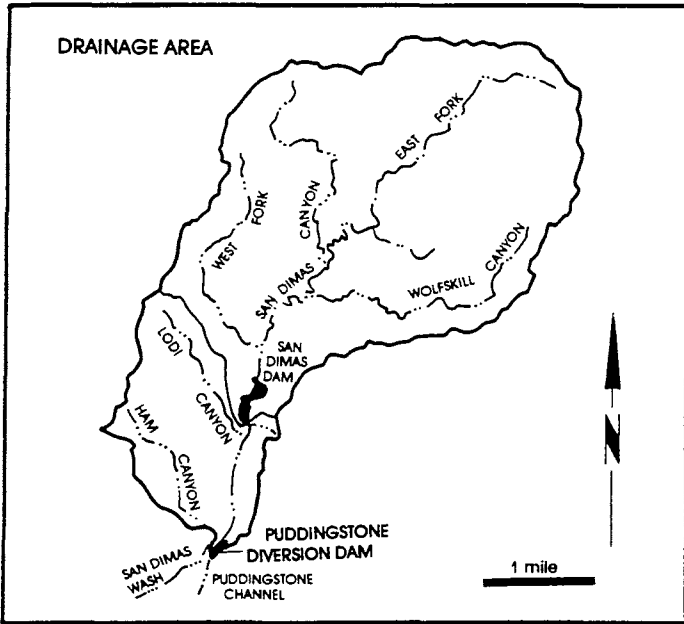 DRAINAGE AREA
EAST FORK
WEST FORK
CANYON
SAN DIMAS
WOLFSKILL CANYON
LODI CANYON
SAN
DIMAS
DAM
HAM CANYON
N
PUDDINGSTONE
DIVERSION DAM
SAN DIMAS
WASH
PUDDINGSTONE
CHANNEL
1 mile